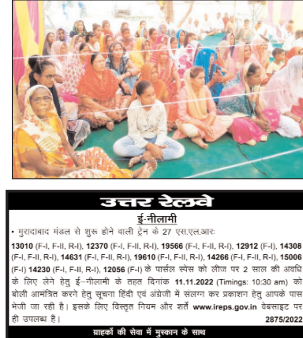 उत्तर रेलवे
ई-नीलामी
• मुरादाबाद मंडल से शुरू होने वाली ट्रेन के 27 एस.एल.आरः
13010 (F-I, F-II, R-I), 12370 (F-I, F-II, R-I), 19566 (F-II, R-I), 12912 (F-I), 14308
(F-I, F-II, R-I), 14631 (F-I, F-II, R-I), 19610 (F-I, F-II, R-I), 14266 (F-II, R-I), 15006
(F-I) 14230 (F-I, F-II, R-I), 12056 (F-I) के पार्सल स्पेस को लीज पर 2 साल की अवधि
के लिए लेने हेतु ई-नीलामी के तहत दिनांक 11.11.2022 (Timings: 10:30 am) को
बोली आमंत्रित करने हेतु सूचना हिंदी एवं अंग्रेजी में संलग्न कर प्रकाशन हेतु आपके पास
भेजी जा रही है। इसके लिए विस्तृत नियम और शर्तें www.ireps.gov.in वेबसाइट पर
ही उपलब्ध है। 2875/2022
ग्राहकों की सेवा में मुस्कान के साथ